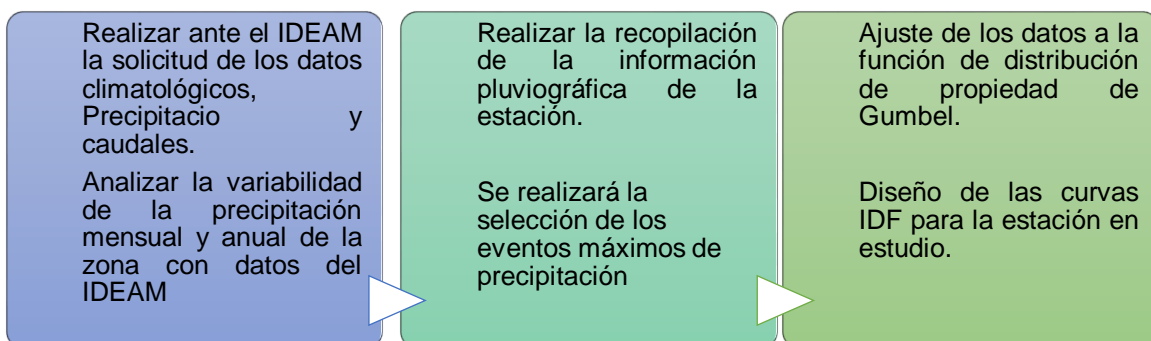 Realizar ante el IDEAM
la solicitud de los datos
climatológicos,
Precipitacio y
caudales.
Analizar la variabilidad
de la precipitación
mensual y anual de la
zona con datos del
IDEAM
Realizar la recopilación
de la información
pluviográfica de la
estación.
Se realizará la
selección de los
eventos máximos de
precipitación
Ajuste de los datos a la
función de distribución
de propiedad de
Gumbel.
Diseño de las curvas
IDF para la estación en
estudio.